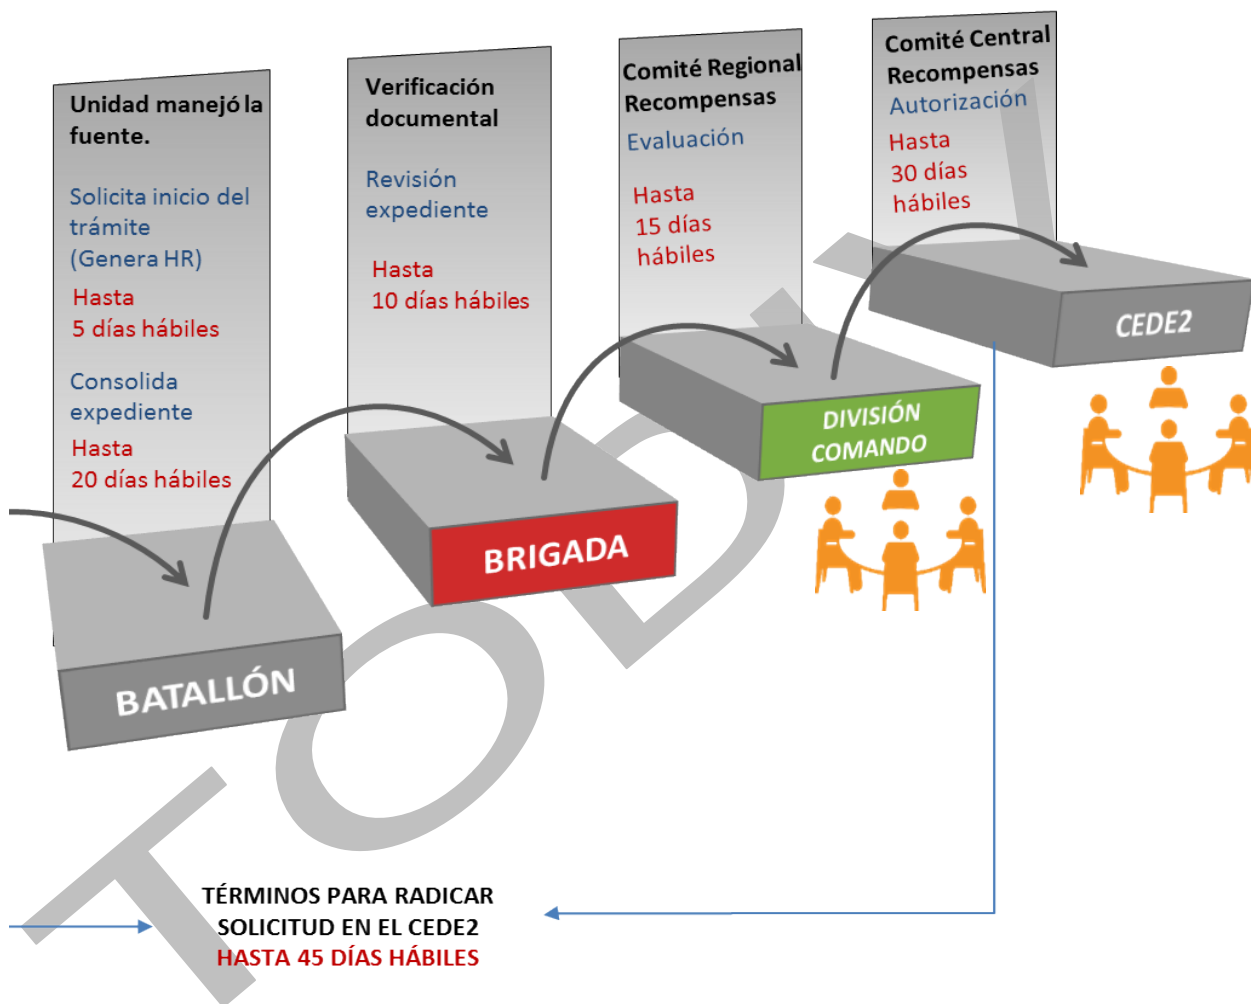 Unidad manejó la
fuente.
Solicita inicio del
trámite
(Genera HR)
Hasta
5 días hábiles
Consolida
expediente
Hasta
20 días hábiles
BATALLÓN
Verificación
documental
Revisión
expediente
Hasta
10 días hábiles
BRIGADA
Comité Regional
Recompensas
Evaluación
Hasta
15 días
hábiles
DIVISIÓN
COMANDO
Comité Central
Recompensas
Autorización
Hasta
30 días
hábiles
CEDE2
TÉRMINOS PARA RADICAR
SOLICITUD EN EL CEDE2
HASTA 45 DÍAS HÁBILES